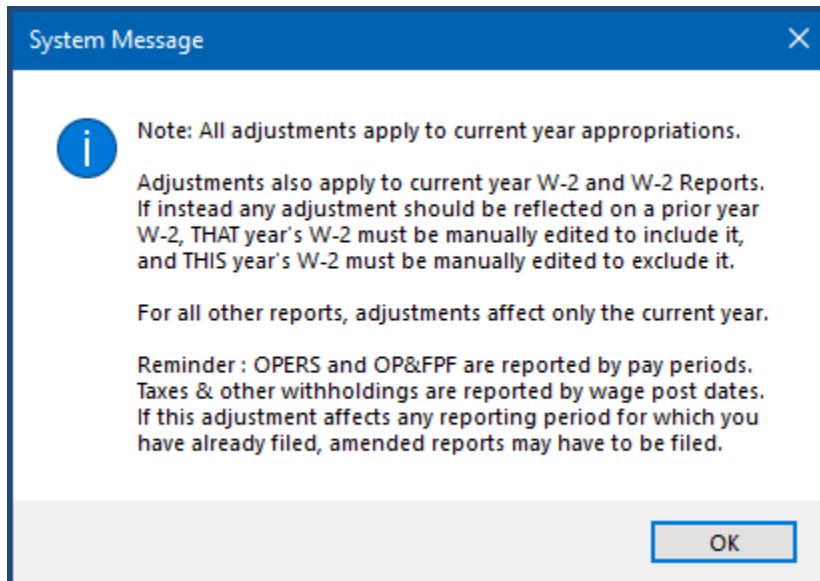 System Message
Note: All adjustments apply to current year appropriations.
Adjustments also apply to current year W-2 and W-2 Reports.
If instead any adjustment should be reflected on a prior year
W-2, THAT year's W-2 must be manually edited to include it,
and THIS year's W-2 must be manually edited to exclude it.
For all other reports, adjustments affect only the current year.
Reminder : OPERS and OP&FPF are reported by pay periods.
Taxes & other withholdings are reported by wage post dates.
If this adjustment affects any reporting period for which you
have already filed, amended reports may have to be filed.
OK